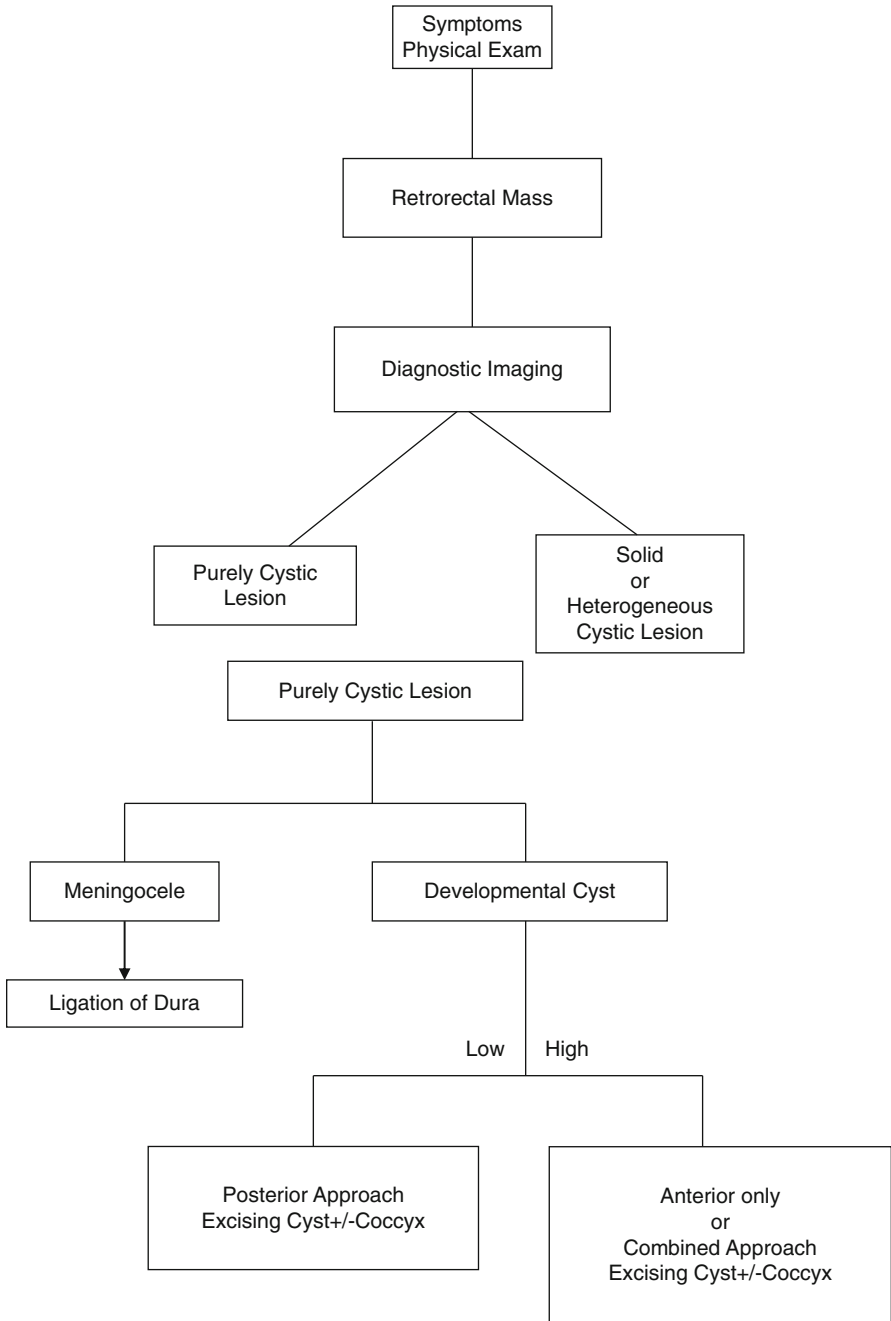 Symptoms
Physical Exam
Retrorectal Mass
Diagnostic Imaging
Purely Cystic
Lesion
Solid
or
Heterogeneous
Cystic Lesion
Purely Cystic Lesion
Meningocele
Developmental Cyst
Ligation of Dura
Low
High
Posterior Approach
Excising Cyst+/-Coccyx
Anterior only
or
Combined Approach
Excising Cyst+/-Coccyx